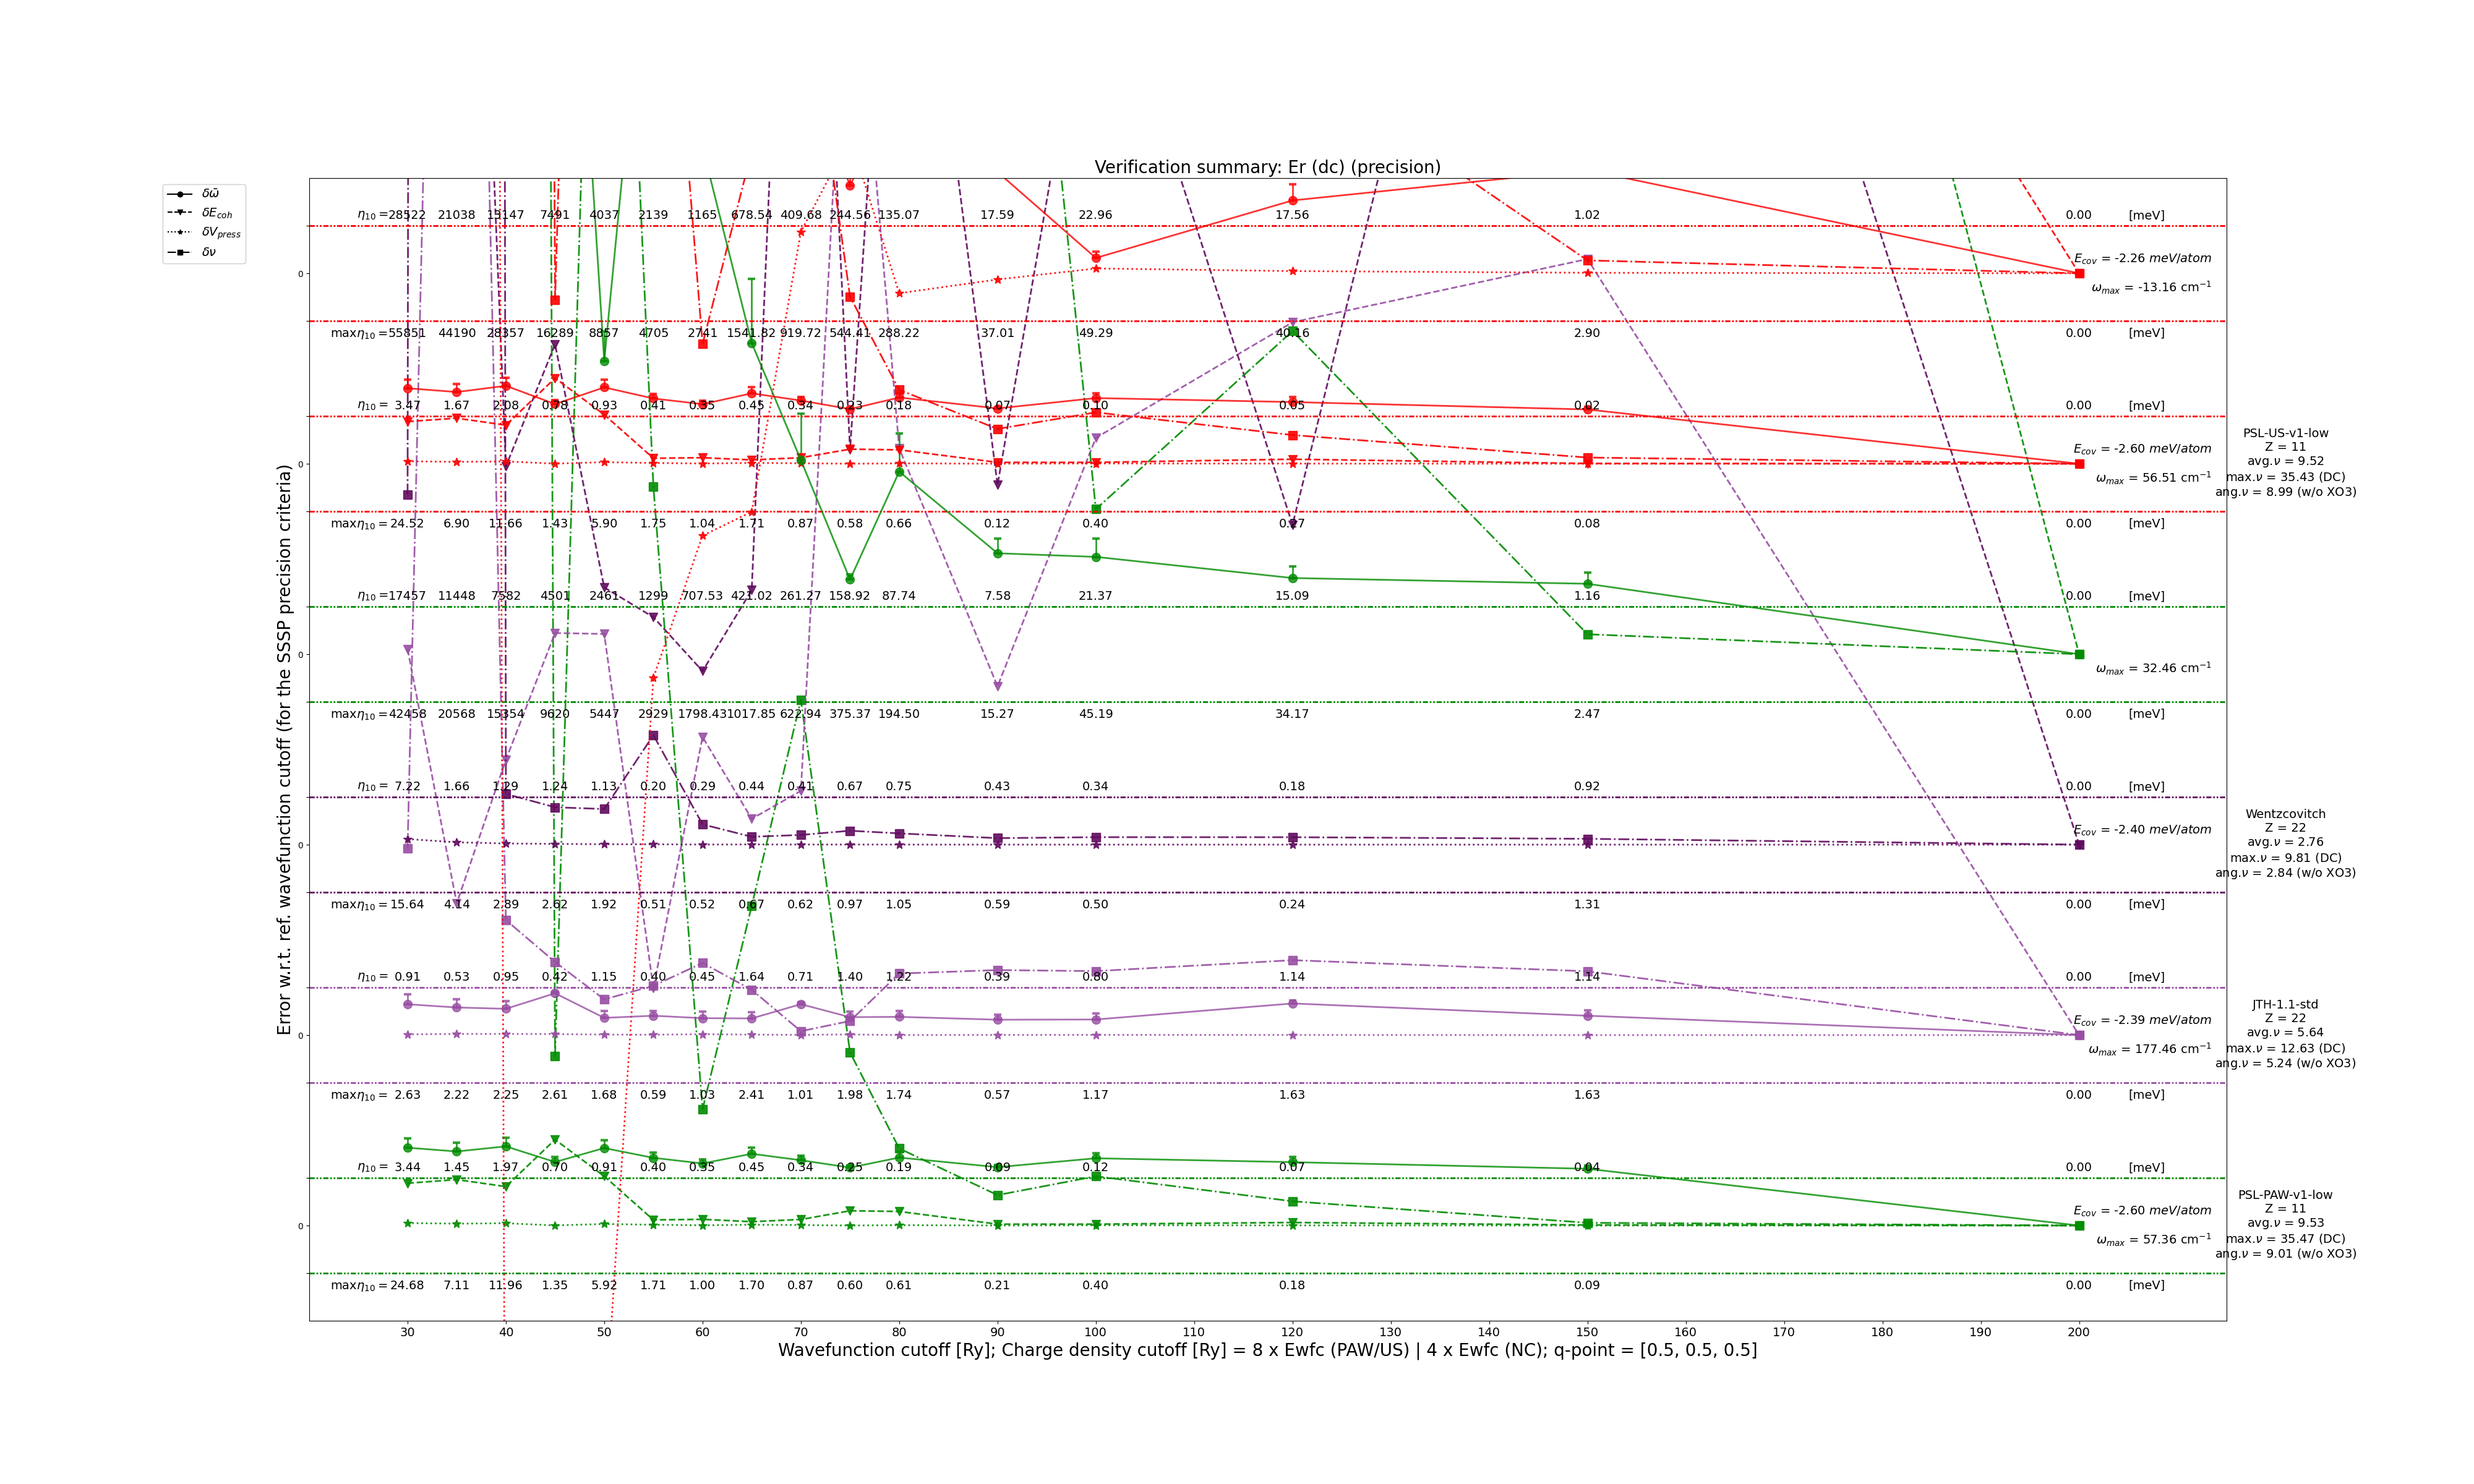 Verification summary: Er (dc) (precision)
δω̄
δE_coh
δV_press
δν
Error w.r.t. ref. wavefunction cutoff (for the SSSP precision criteria)
η₁₀ = 28522 21038 13147 7491 4037 2139 1165 678.54 409.68 244.56 135.07 17.59 22.96 17.56 1.02 0.00 [meV]
E_cov = -2.26 meV/atom
0
ω_max = -13.16 cm⁻¹
maxη₁₀ = 55851 44190 28357 16289 8857 4705 2741 1541.82 919.72 544.41 288.22 37.01 49.29 40.16 2.90 0.00 [meV]
η₁₀ = 3.47 1.67 2.08 0.78 0.93 0.41 0.35 0.45 0.34 0.23 0.18 0.07 0.10 0.05 0.02 0.00 [meV]
E_cov = -2.60 meV/atom
0
ω_max = 56.51 cm⁻¹
PSL-US-v1-low
Z = 11
avg.ν = 9.52
max.ν = 35.43 (DC)
ang.ν = 8.99 (w/o XO3)
maxη₁₀ = 24.52 6.90 11.66 1.43 5.90 1.75 1.04 1.71 0.87 0.58 0.66 0.12 0.40 0.27 0.08 0.00 [meV]
η₁₀ = 17457 11448 7582 4501 2461 1299 707.53 421.02 261.27 158.92 87.74 7.58 21.37 15.09 1.16 0.00 [meV]
0
ω_max = 32.46 cm⁻¹
maxη₁₀ = 42458 20568 15354 9620 5447 2929 1798.43 1017.85 622.94 375.37 194.50 15.27 45.19 34.17 2.47 0.00 [meV]
η₁₀ = 7.22 1.66 1.29 1.24 1.13 0.20 0.29 0.44 0.41 0.67 0.75 0.43 0.34 0.18 0.92 0.00 [meV]
E_cov = -2.40 meV/atom
0
Wentzcovitch
Z = 22
avg.ν = 2.76
max.ν = 9.81 (DC)
ang.ν = 2.84 (w/o XO3)
maxη₁₀ = 15.64 4.14 2.89 2.62 1.92 0.51 0.52 0.67 0.62 0.97 1.05 0.59 0.50 0.24 1.31 0.00 [meV]
η₁₀ = 0.91 0.53 0.95 0.42 1.15 0.40 0.45 1.64 0.71 1.40 1.22 0.39 0.80 1.14 1.14 0.00 [meV]
E_cov = -2.39 meV/atom
0
ω_max = 177.46 cm⁻¹
JTH-1.1-std
Z = 22
avg.ν = 5.64
max.ν = 12.63 (DC)
ang.ν = 5.24 (w/o XO3)
maxη₁₀ = 2.63 2.22 2.25 2.61 1.68 0.59 1.03 2.41 1.01 1.98 1.74 0.57 1.17 1.63 1.63 0.00 [meV]
η₁₀ = 3.44 1.45 1.97 0.70 0.91 0.40 0.35 0.45 0.34 0.25 0.19 0.09 0.12 0.07 0.04 0.00 [meV]
E_cov = -2.60 meV/atom
0
ω_max = 57.36 cm⁻¹
PSL-PAW-v1-low
Z = 11
avg.ν = 9.53
max.ν = 35.47 (DC)
ang.ν = 9.01 (w/o XO3)
maxη₁₀ = 24.68 7.11 11.96 1.35 5.92 1.71 1.00 1.70 0.87 0.60 0.61 0.21 0.40 0.18 0.09 0.00 [meV]
30 40 50 60 70 80 90 100 110 120 130 140 150 160 170 180 190 200
Wavefunction cutoff [Ry]; Charge density cutoff [Ry] = 8 x Ewfc (PAW/US) | 4 x Ewfc (NC); q-point = [0.5, 0.5, 0.5]